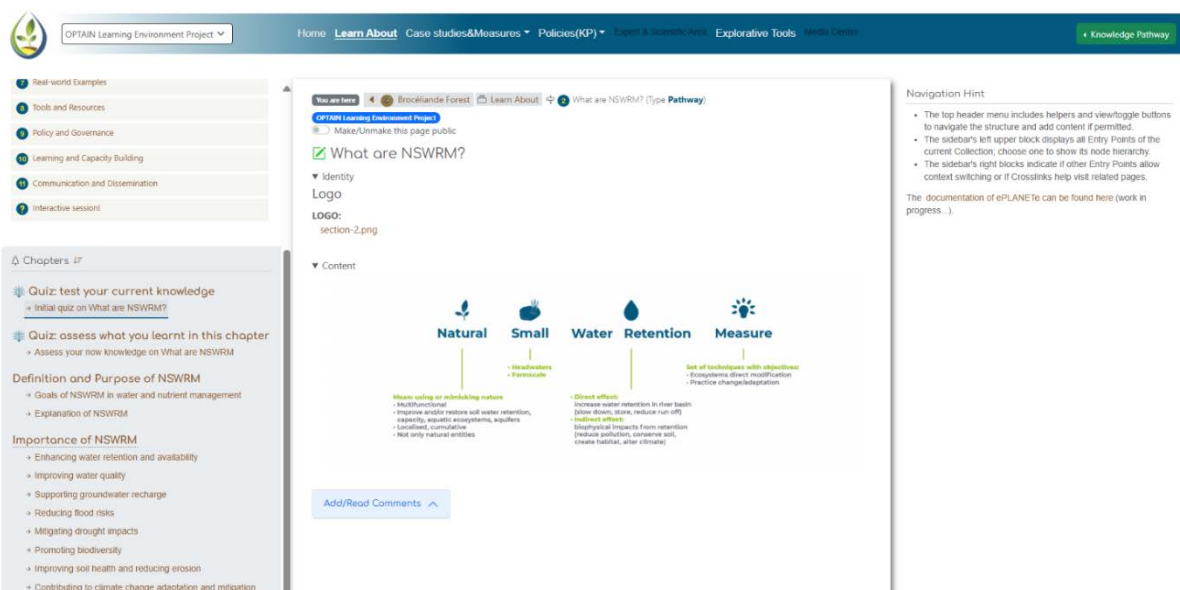 OPTAIN Learning Environment Project
Home Learn About Case studies&Measures Policies(KP) Expert & Scientific Area Explorative Tools Media Center
Knowledge Pathway
7 Real-world Examples
8 Tools and Resources
9 Policy and Governance
10 Learning and Capacity Building
11 Communication and Dissemination
? Interactive session!
Chapters
Quiz: test your current knowledge
Initial quiz on What are NSWRM?
Quiz: assess what you learnt in this chapter
Assess your now knowledge on What are NSWRM
Definition and Purpose of NSWRM
Goals of NSWRM in water and nutrient management
Explanation of NSWRM
Importance of NSWRM
Enhancing water retention and availability
Improving water quality
Supporting groundwater recharge
Reducing flood risks
Mitigating drought impacts
Promoting biodiversity
Improving soil health and reducing erosion
Contributing to climate change adaptation and mitigation
You are here Brocéliande Forest Learn About 2 What are NSWRM? (Type Pathway)
OPTAIN Learning Environment Project
Make/Unmake this page public
What are NSWRM?
Identity
Logo
LOGO:
section-2.png
Content
Natural Small Water Retention Measure
- Headwaters
- Farmscale
Set of techniques with objectives:
- Ecosystems direct modification
- Practice change/adaptation
Mean: using or mimicking nature
- Multifunctional
- Improve and/or restore soil water retention,
capacity, aquatic ecosystems, aquifers
- Localised, cumulative
- Not only natural entities
- Direct effect:
increase water retention in river basin
(slow down, store, reduce run off)
- Indirect effect:
biophysical impacts from retention
(reduce pollution, conserve soil,
create habitat, alter climate)
Add/Read Comments
Navigation Hint
• The top header menu includes helpers and view/toggle buttons
to navigate the structure and add content if permitted.
• The sidebar's left upper block displays all Entry Points of the
current Collection; choose one to show its node hierarchy.
• The sidebar's right blocks indicate if other Entry Points allow
context switching or if Crosslinks help visit related pages.
The documentation of ePLANETe can be found here (work in
progress...).